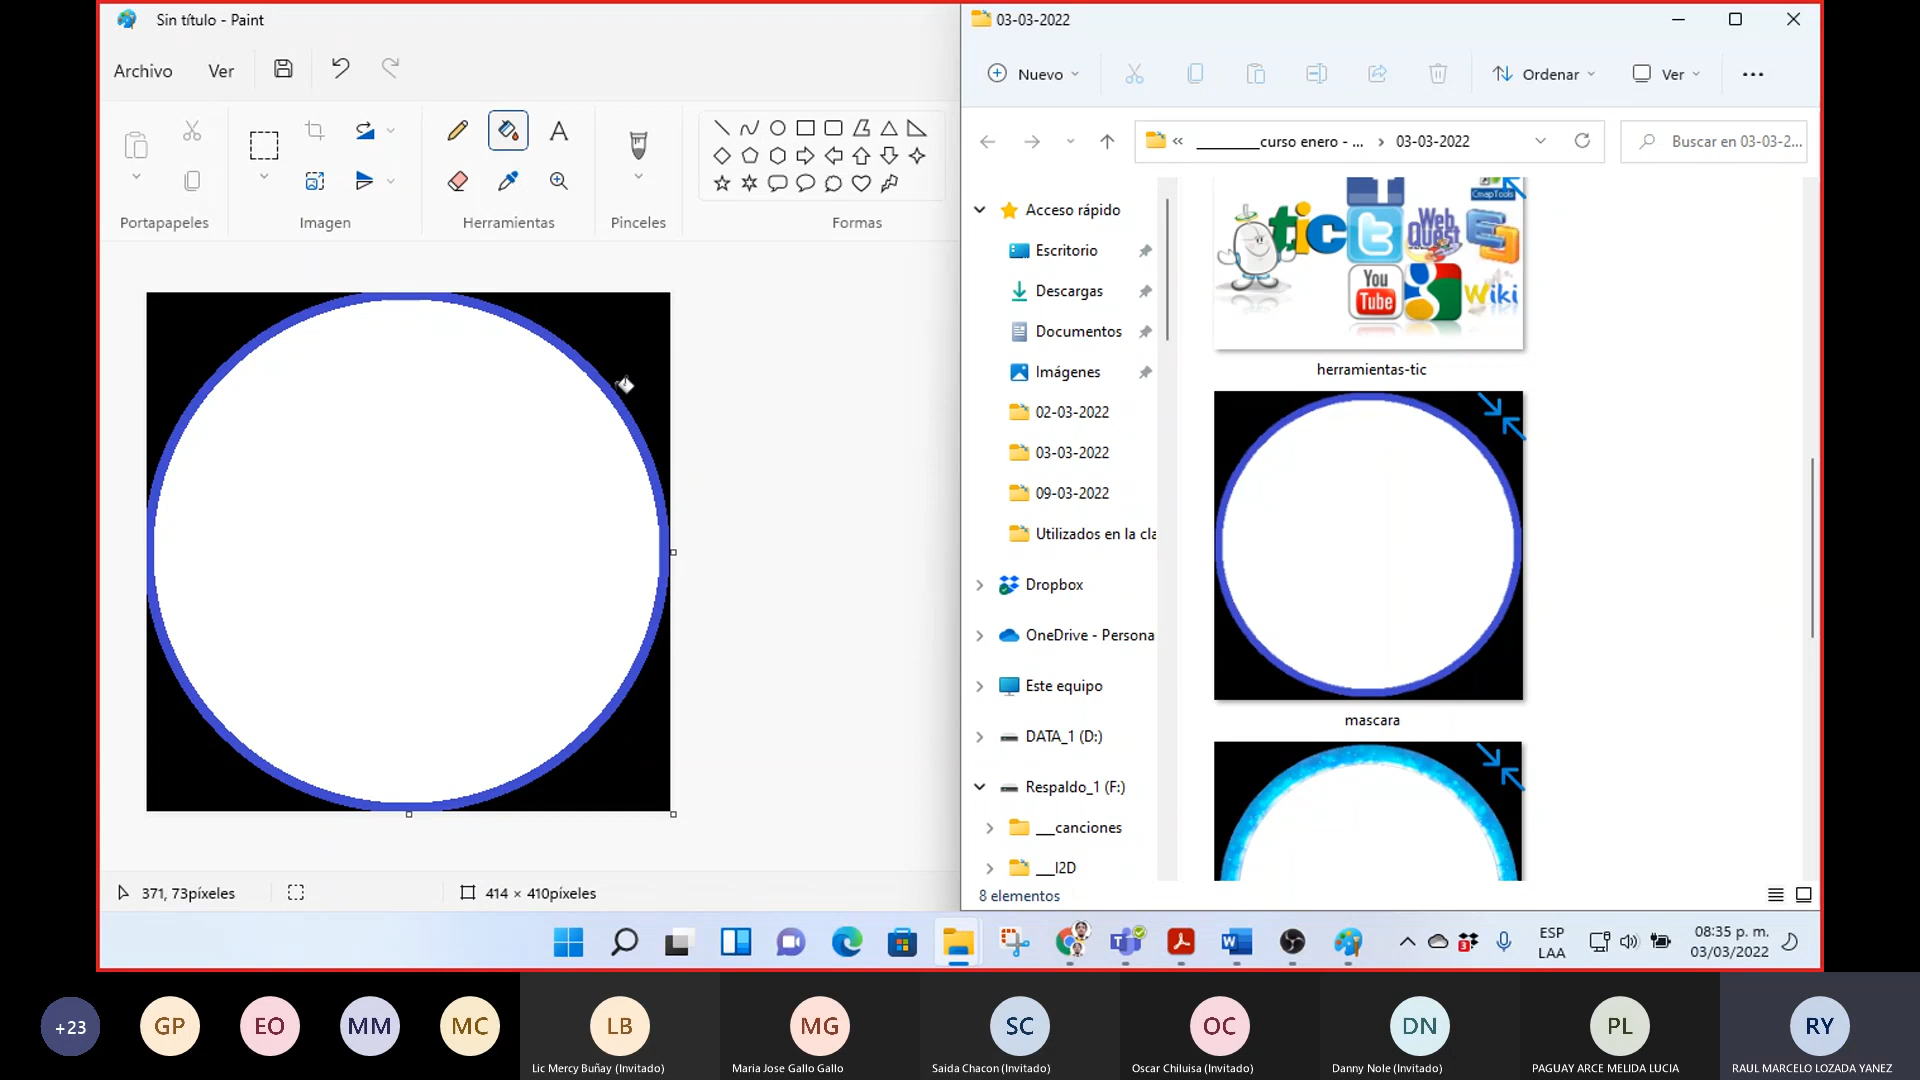 Sin título - Paint
Archivo
Ver
Portapapeles
Imagen
Herramientas
Pinceles
Formas
371, 73píxeles
414 × 410píxeles
03-03-2022
Nuevo
Ordenar
Ver
_________curso enero - ...
03-03-2022
Buscar en 03-03-2...
Acceso rápido
Escritorio
Descargas
Documentos
Imágenes
02-03-2022
03-03-2022
09-03-2022
Utilizados en la cla
Dropbox
OneDrive - Persona
Este equipo
DATA_1 (D:)
Respaldo_1 (F:)
___canciones
___I2D
CmapTools
tic
Web
Quest
You
Tube
Wiki
herramientas-tic
mascara
8 elementos
ESP
LAA
08:35 p. m.
03/03/2022
+23
GP
EO
MM
MC
LB
Lic Mercy Buñay (Invitado)
MG
Maria Jose Gallo Gallo
SC
Saida Chacon (Invitado)
OC
Oscar Chiluisa (Invitado)
DN
Danny Nole (Invitado)
PL
PAGUAY ARCE MELIDA LUCIA
RY
RAUL MARCELO LOZADA YANEZ